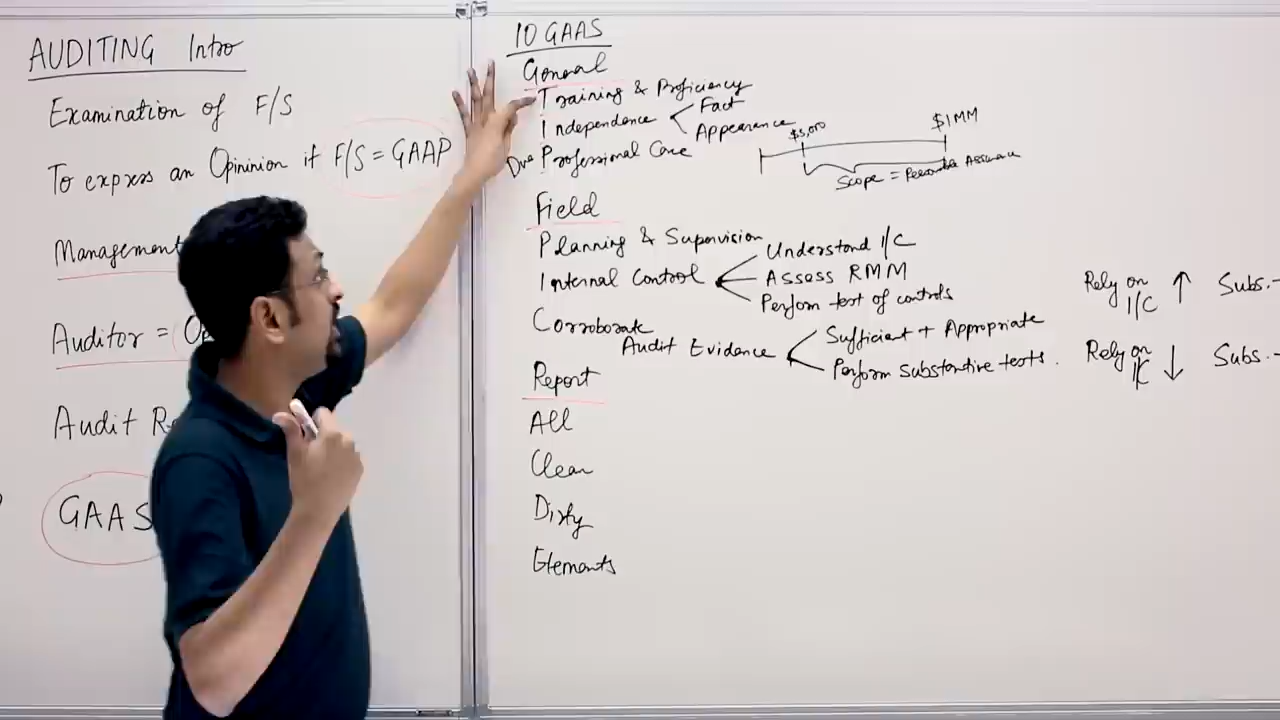 AUDITING Intro
Examination of F/S
To express an Opininion if F/S = GAAP
Management
Auditor = Op
Audit R
GAAS
10 GAAS
General
Training & Proficiency
Independence
Fact
Appearance
Due Professional Care
$5,000
$1MM
Scope = Reasonable Assurance
Field
Planning & Supervision
Internal Control
Understand I/C
Assess RMM
Perform test of controls
Corroborate
Audit Evidence
Sufficient + Appropriate
Perform substantive tests.
Rely on I/C ↑ Subs. -
Rely on IC ↓ Subs. -
Report
All
Clean
Dirty
Elements